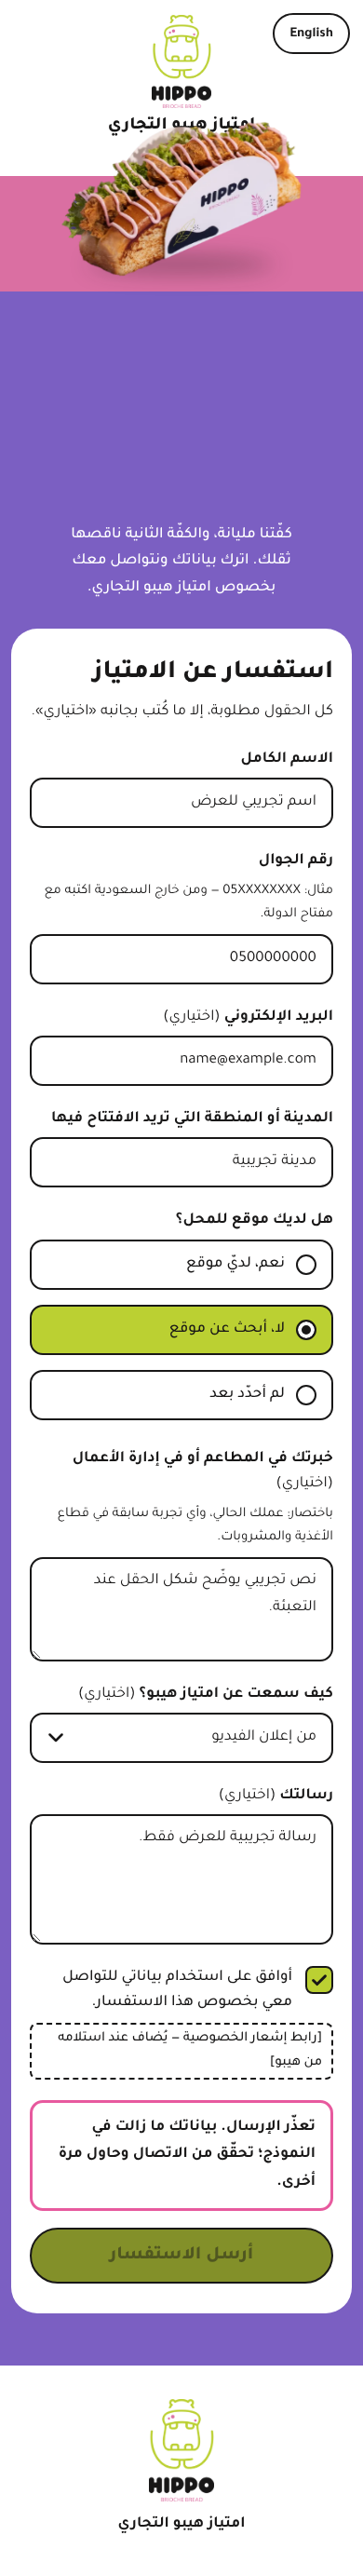 English
HIPPO
BRIOCHE BREAD
امتياز هيبو التجاري
HIPPO
كفّتنا مليانة، والكفّة الثانية ناقصها
ثقلك. اترك بياناتك ونتواصل معك
بخصوص امتياز هيبو التجاري.
استفسار عن الامتياز
كل الحقول مطلوبة، إلا ما كُتب بجانبه «اختياري».
الاسم الكامل
اسم تجريبي للعرض
رقم الجوال
مثال: 05XXXXXXXX – ومن خارج السعودية اكتبه مع
مفتاح الدولة.
0500000000
البريد الإلكتروني (اختياري)
name@example.com
المدينة أو المنطقة التي تريد الافتتاح فيها
مدينة تجريبية
هل لديك موقع للمحل؟
نعم، لديّ موقع
لا، أبحث عن موقع
لم أحدّد بعد
خبرتك في المطاعم أو في إدارة الأعمال
(اختياري)
باختصار: عملك الحالي، وأي تجربة سابقة في قطاع
الأغذية والمشروبات.
نص تجريبي يوضّح شكل الحقل عند
التعبئة.
كيف سمعت عن امتياز هيبو؟ (اختياري)
من إعلان الفيديو
رسالتك (اختياري)
رسالة تجريبية للعرض فقط.
أوافق على استخدام بياناتي للتواصل
معي بخصوص هذا الاستفسار.
[رابط إشعار الخصوصية – يُضاف عند استلامه
من هيبو]
تعذّر الإرسال. بياناتك ما زالت في
النموذج؛ تحقّق من الاتصال وحاول مرة
أخرى.
أرسل الاستفسار
HIPPO
BRIOCHE BREAD
امتياز هيبو التجاري